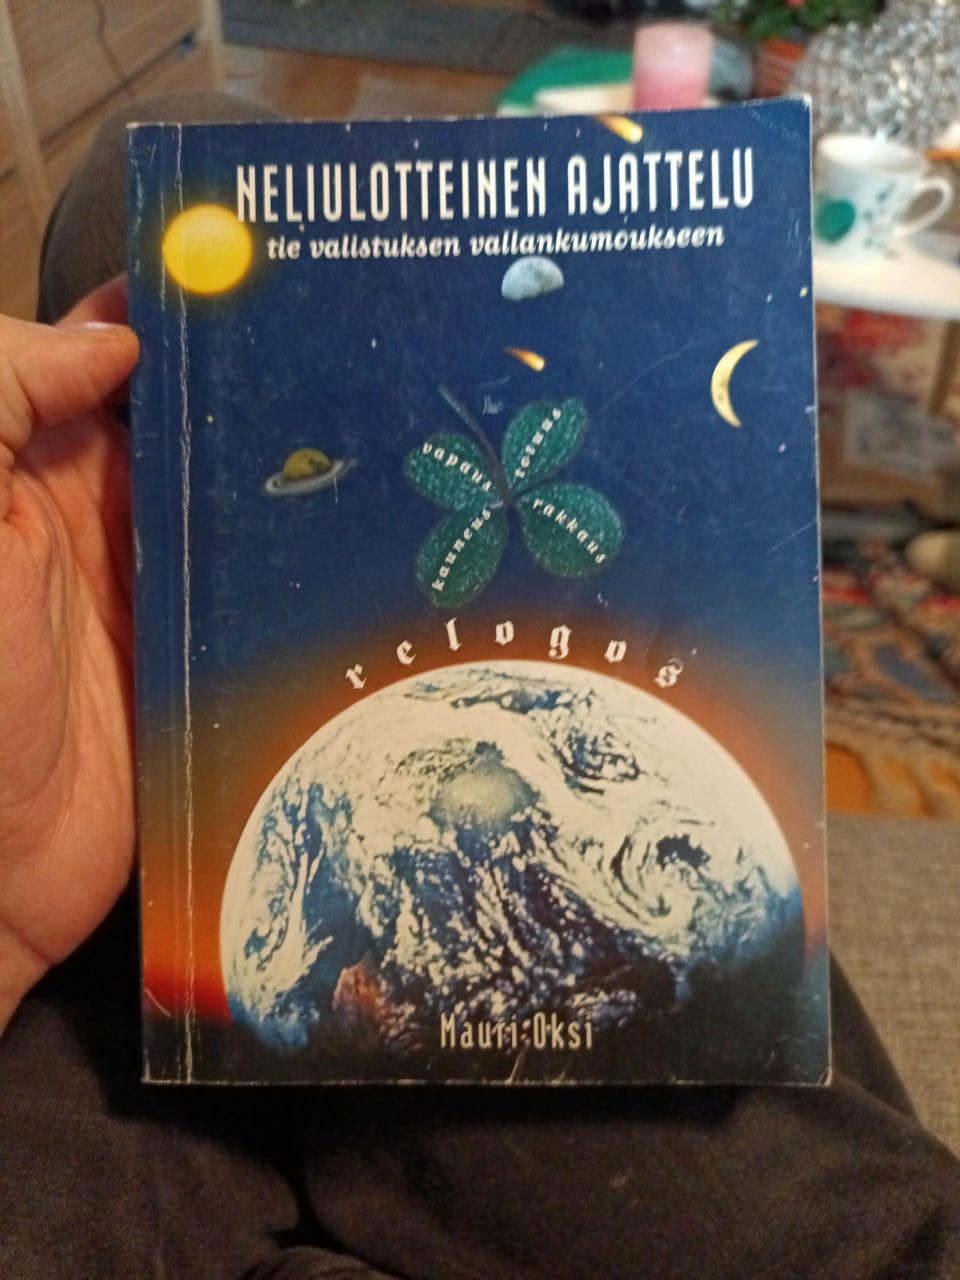 NELIULOTTEINEN AJATTELU
tie valistuksen vallankumoukseen
vapaus
totuus
kauneus
rakkaus
relogos
Mauri Oksi